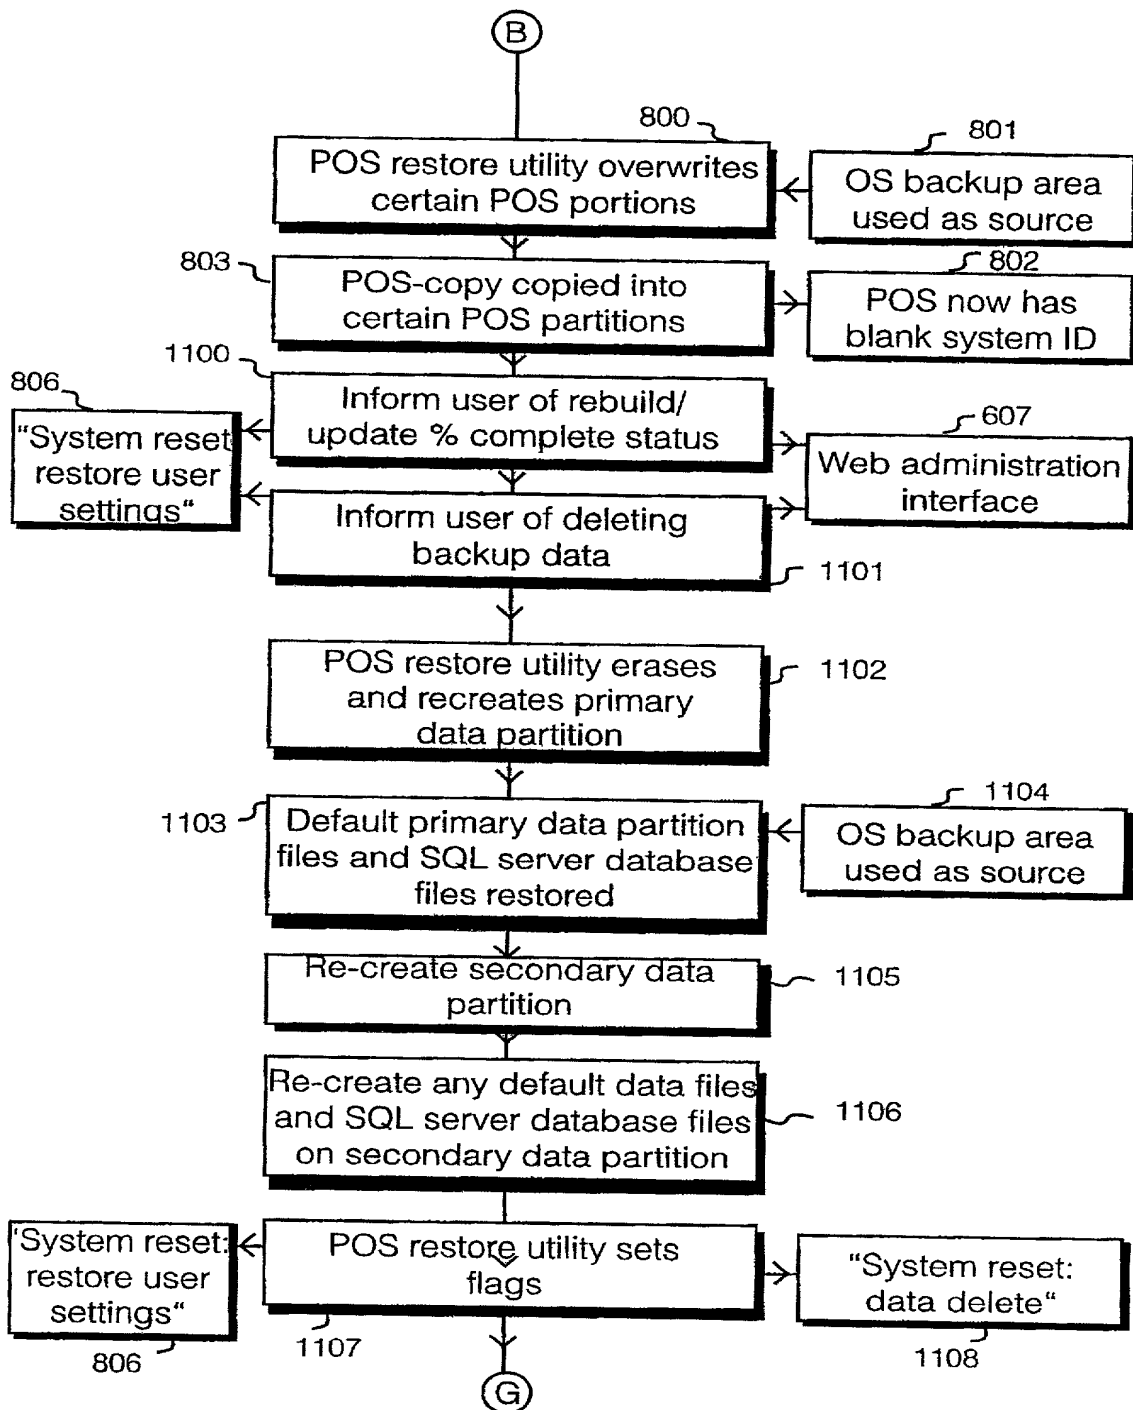 B
800
POS restore utility overwrites
certain POS portions
801
OS backup area
used as source
803
POS-copy copied into
certain POS partitions
802
POS now has
blank system ID
1100
Inform user of rebuild/
update % complete status
806
“System reset
restore user
settings“
607
Web administration
interface
Inform user of deleting
backup data
1101
POS restore utility erases
and recreates primary
data partition
1102
1103
Default primary data partition
files and SQL server database
files restored
1104
OS backup area
used as source
Re-create secondary data
partition
1105
Re-create any default data files
and SQL server database files
on secondary data partition
1106
'System reset:
restore user
settings“
806
POS restore utility sets
flags
1107
“System reset:
data delete“
1108
G